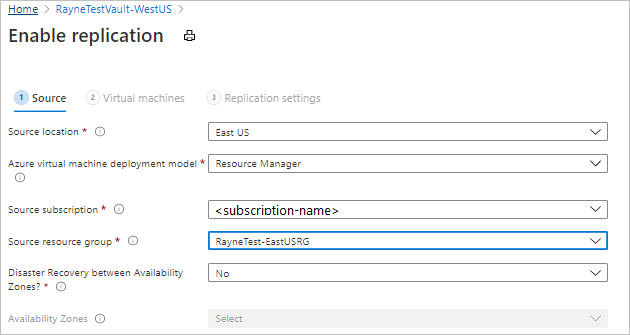 Home > RayneTestVault-WestUS >
Enable replication
1 Source 2 Virtual machines 3 Replication settings
Source location * East US
Azure virtual machine deployment model * Resource Manager
Source subscription * <subscription-name>
Source resource group * RayneTest-EastUSRG
Disaster Recovery between Availability
Zones? * No
Availability Zones Select